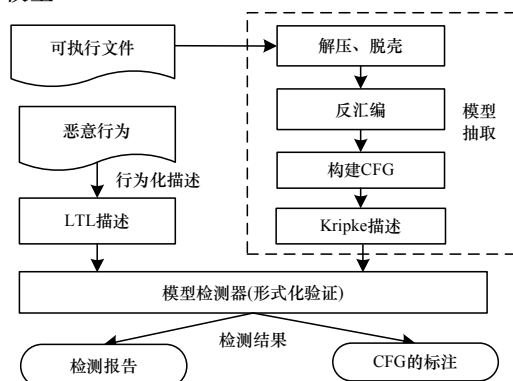 可执行文件
解压、脱壳
反汇编
模型
抽取
恶意行为
行为化描述
构建CFG
LTL描述
Kripke描述
模型检测器(形式化验证)
检测结果
检测报告
CFG的标注